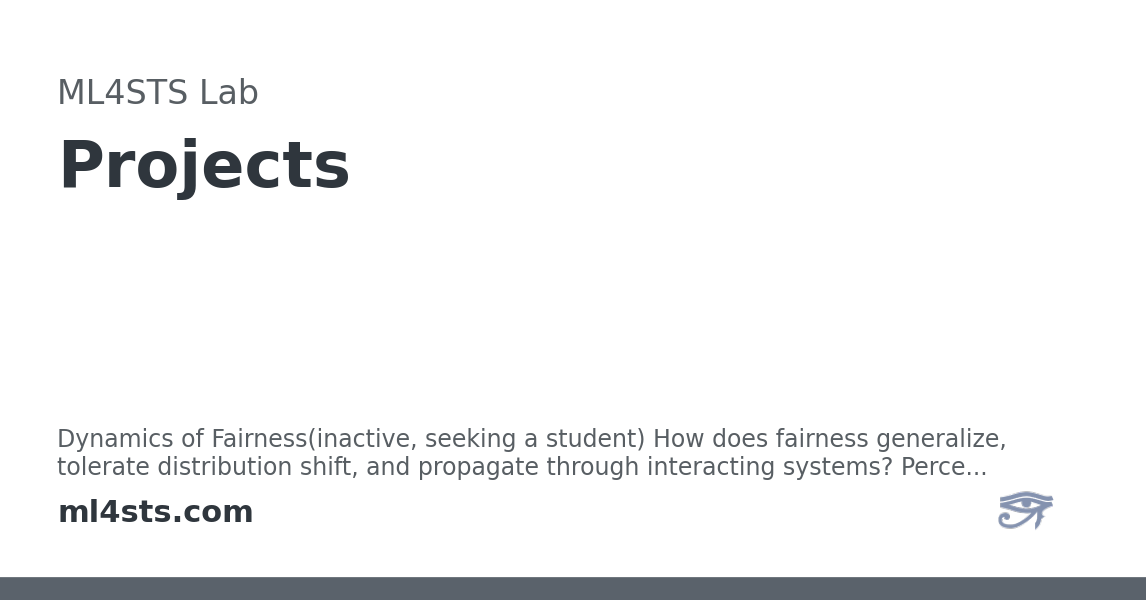 ML4STS Lab
Projects
Dynamics of Fairness(inactive, seeking a student) How does fairness generalize,
tolerate distribution shift, and propagate through interacting systems? Perce...
ml4sts.com